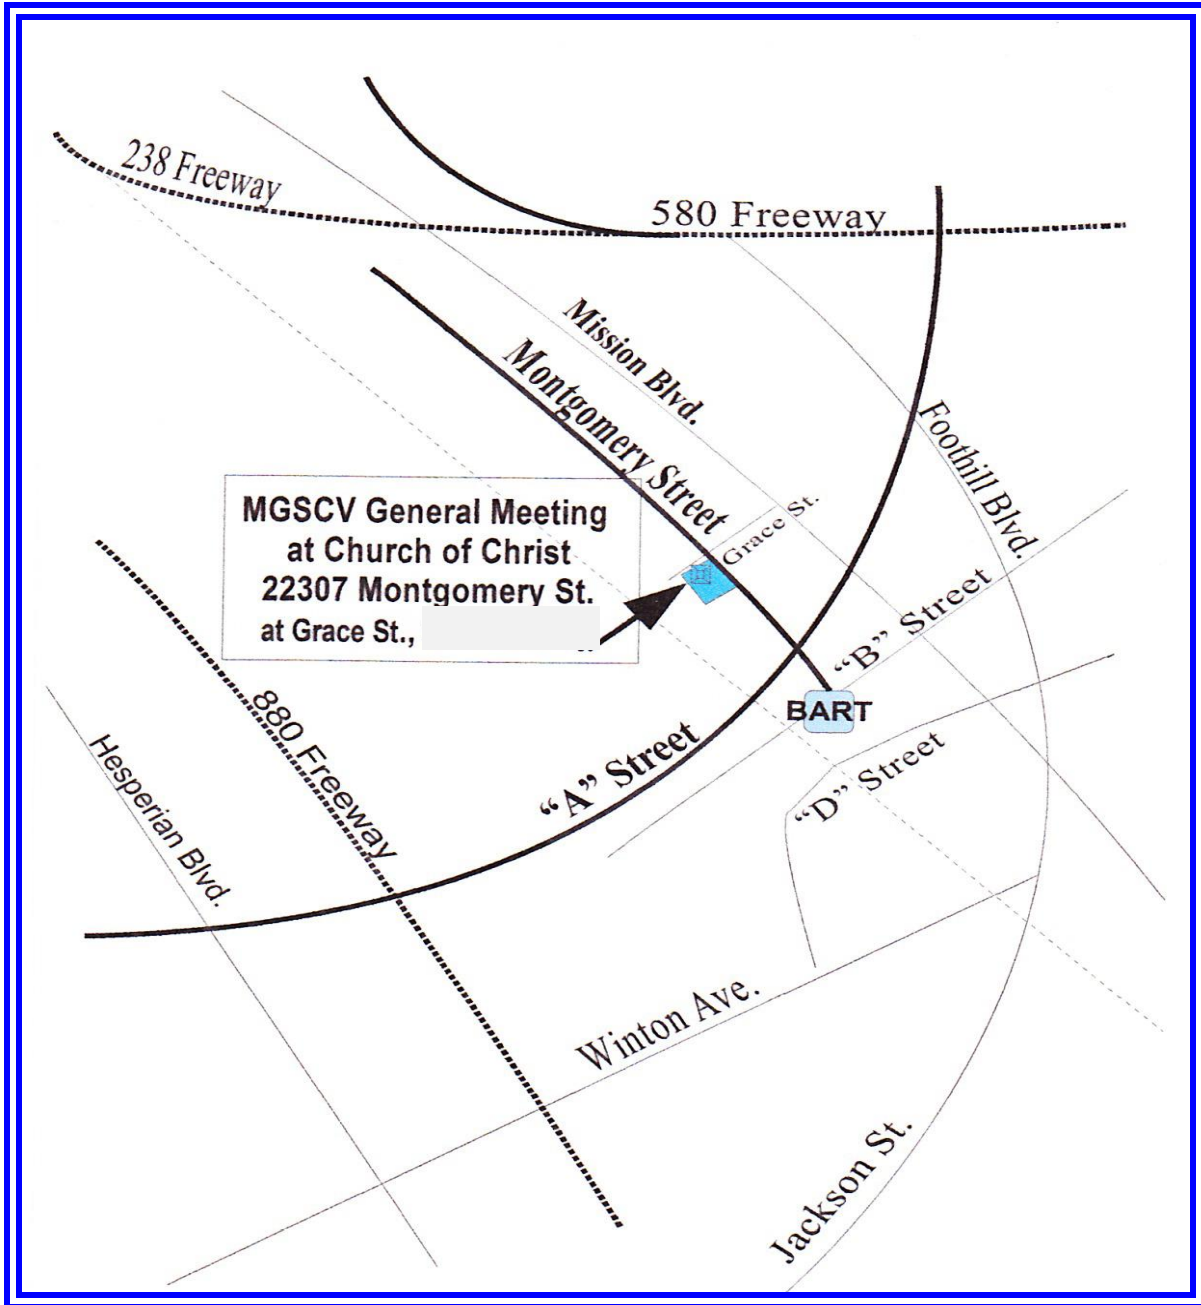 238 Freeway
580 Freeway
Mission Blvd.
Montgomery Street
Foothill Blvd.
Grace St.
MGSCV General Meeting
at Church of Christ
22307 Montgomery St.
at Grace St.,
"B" Street
BART
880 Freeway
"A" Street
Hesperian Blvd.
"D" Street
Winton Ave.
Jackson St.